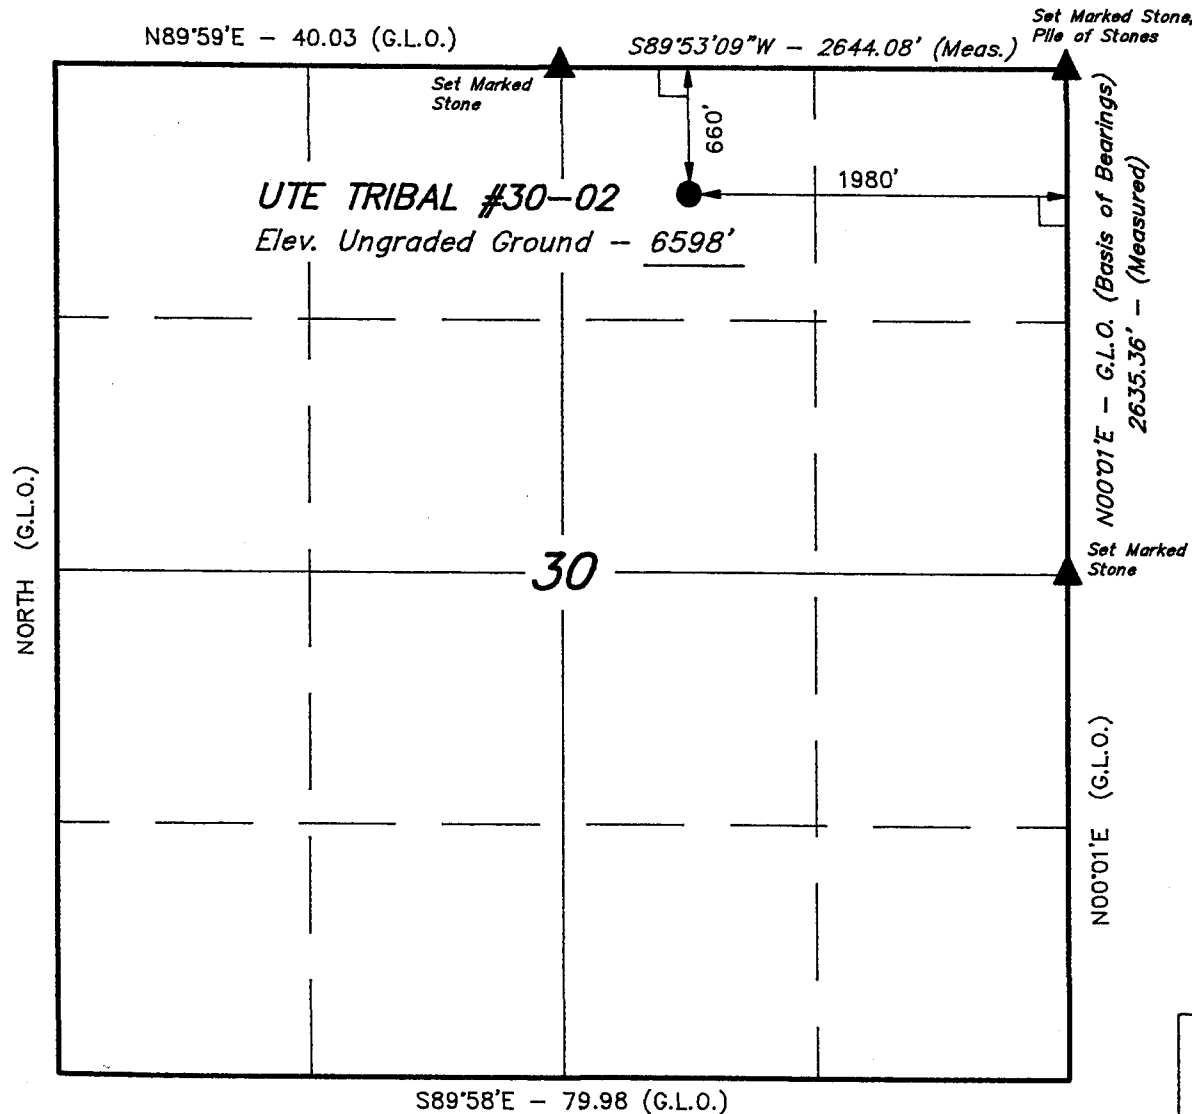 Set Marked Stone,
Pile of Stones
N89°59'E - 40.03 (G.L.O.)
S89°53'09"W - 2644.08' (Meas.)
Set Marked
Stone
660'
1980'
UTE TRIBAL #30-02
Elev. Ungraded Ground - 6598'
N00°01'E - G.L.O. (Basis of Bearings)
2635.36' - (Measured)
NORTH (G.L.O.)
30
Set Marked
Stone
N00°01'E (G.L.O.)
S89°58'E - 79.98 (G.L.O.)